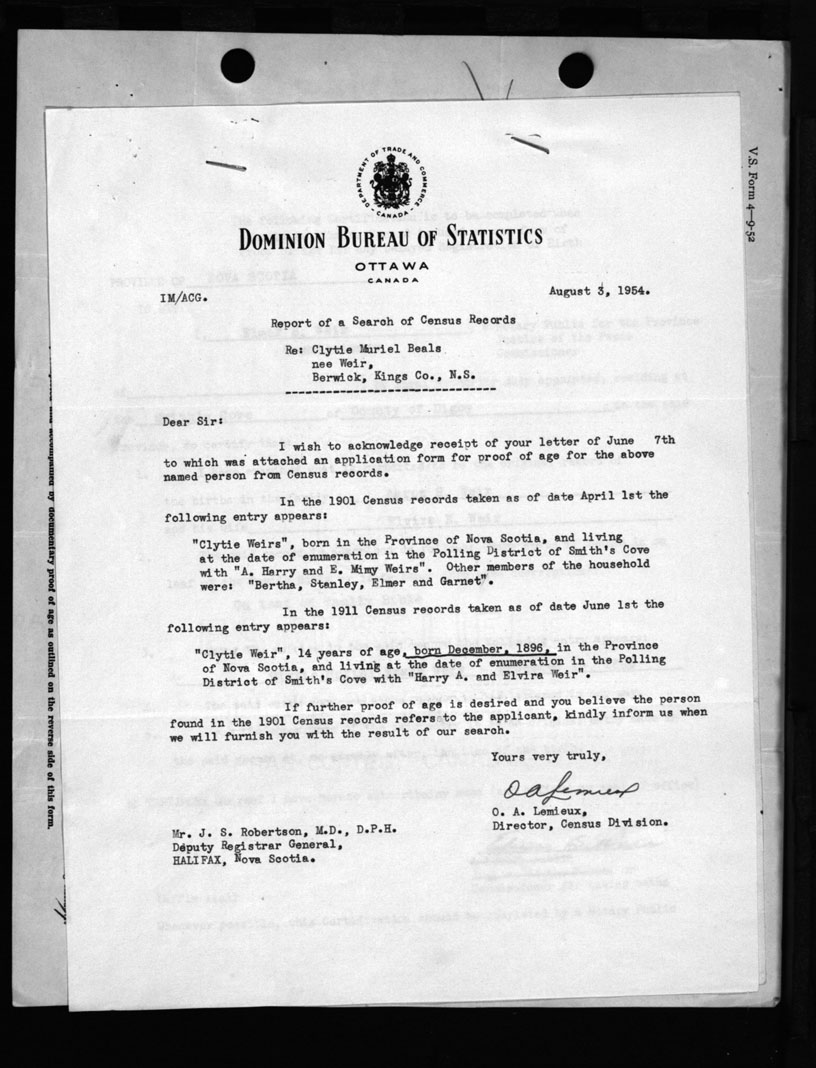 V.S. Form 4—9-52
DEPARTMENT OF TRADE AND COMMERCE
- CANADA -
DOMINION BUREAU OF STATISTICS
OTTAWA
CANADA
IM/ACG.
August 3, 1954.
Report of a Search of Census Records
Re: Clytie Muriel Beals
nee Weir,
Berwick, Kings Co., N.S.
Dear Sir:
I wish to acknowledge receipt of your letter of June 7th
to which was attached an application form for proof of age for the above
named person from Census records.
In the 1901 Census records taken as of date April 1st the
following entry appears:
"Clytie Weirs", born in the Province of Nova Scotia, and living
at the date of enumeration in the Polling District of Smith's Cove
with "A. Harry and E. Mimy Weirs". Other members of the household
were: "Bertha, Stanley, Elmer and Garnet".
In the 1911 Census records taken as of date June 1st the
following entry appears:
"Clytie Weir", 14 years of age, born December, 1896, in the Province
of Nova Scotia, and living at the date of enumeration in the Polling
District of Smith's Cove with "Harry A. and Elvira Weir".
If further proof of age is desired and you believe the person
found in the 1901 Census records refers to the applicant, kindly inform us when
we will furnish you with the result of our search.
Yours very truly,
O A Lemieux
O. A. Lemieux,
Director, Census Division.
Mr. J. S. Robertson, M.D., D.P.H.
Deputy Registrar General,
HALIFAX, Nova Scotia.
accompanied by documentary proof of age as outlined on the reverse side of this form.